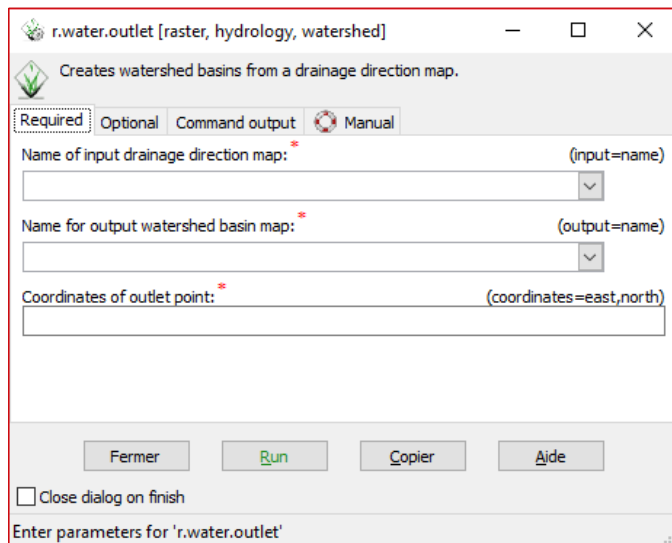 r.water.outlet [raster, hydrology, watershed]
Creates watershed basins from a drainage direction map.
Required Optional Command output Manual
Name of input drainage direction map:* (input=name)
Name for output watershed basin map:* (output=name)
Coordinates of outlet point:* (coordinates=east,north)
Fermer Run Copier Aide
Close dialog on finish
Enter parameters for 'r.water.outlet'